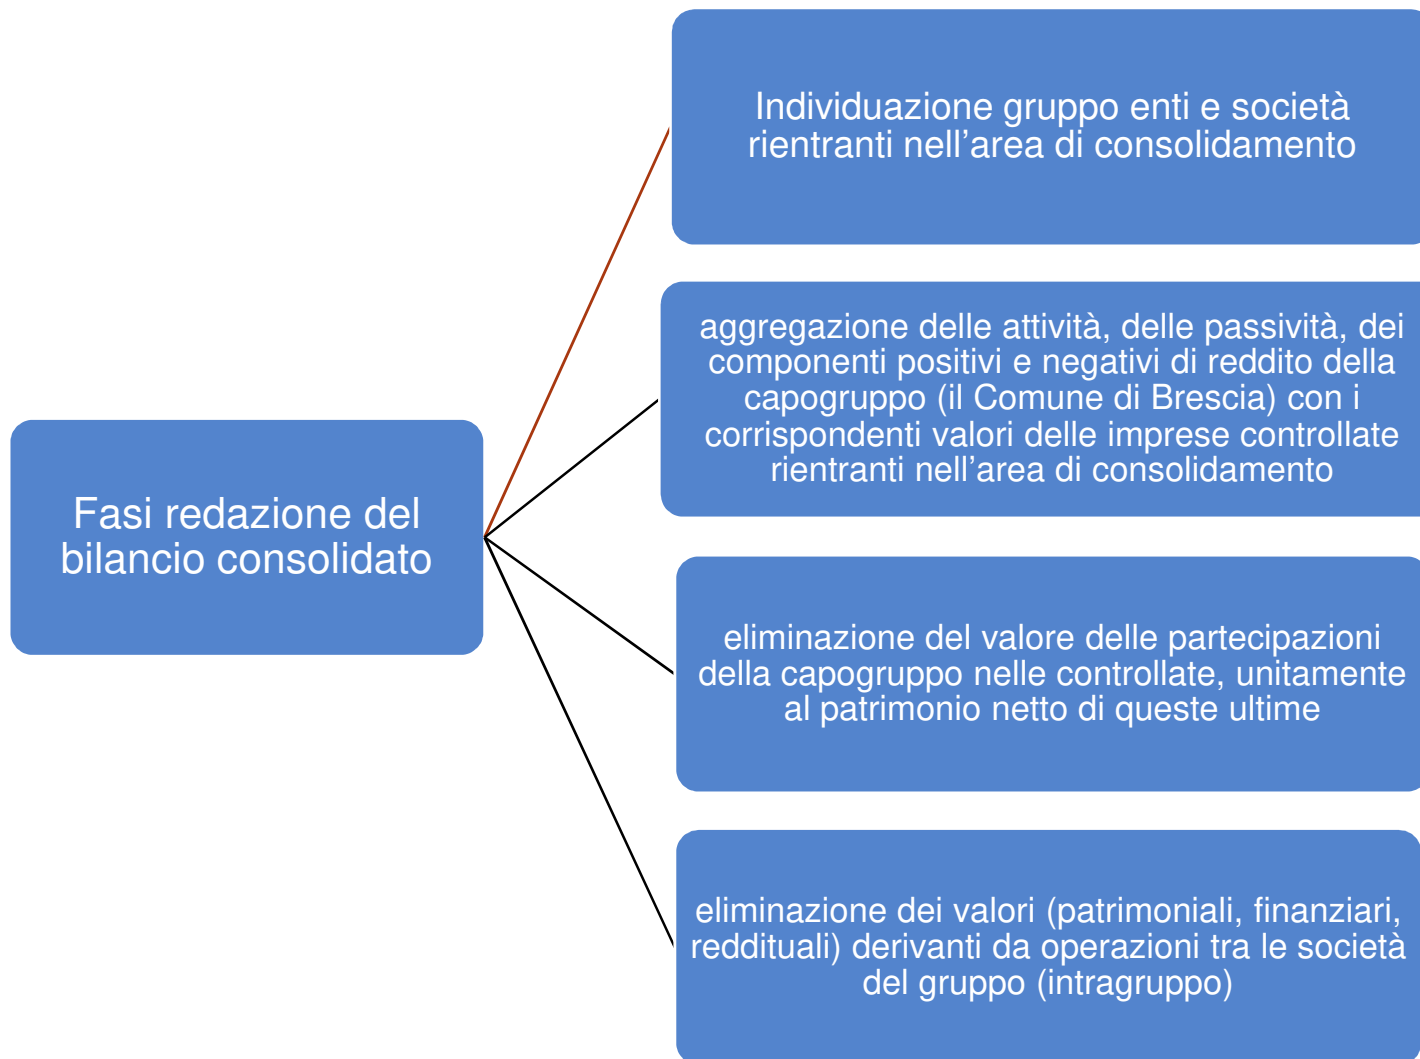 Individuazione gruppo enti e società
rientranti nell'area di consolidamento
aggregazione delle attività, delle passività, dei
componenti positivi e negativi di reddito della
capogruppo (il Comune di Brescia) con i
corrispondenti valori delle imprese controllate
rientranti nell'area di consolidamento
Fasi redazione del
bilancio consolidato
eliminazione del valore delle partecipazioni
della capogruppo nelle controllate, unitamente
al patrimonio netto di queste ultime
eliminazione dei valori (patrimoniali, finanziari,
reddituali) derivanti da operazioni tra le società
del gruppo (intragruppo)